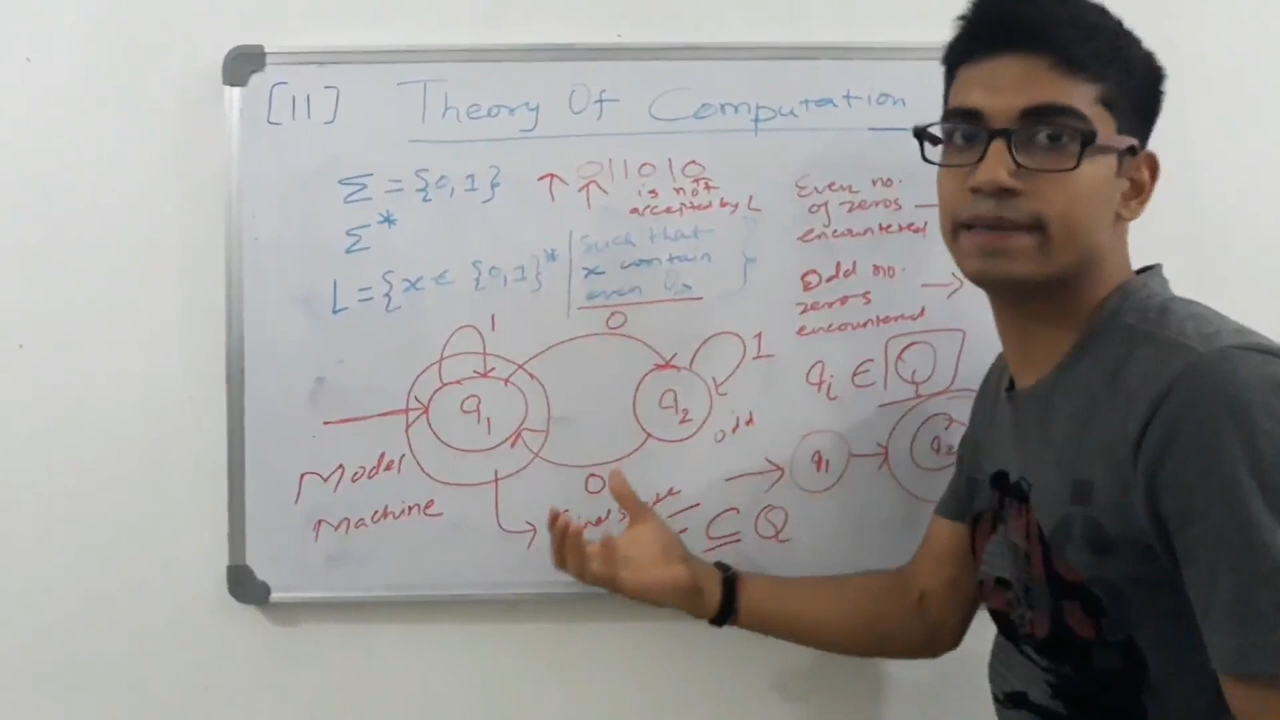 [11] Theory Of Computation
Σ = {0,1}
Σ*
L = {x ∈ {0,1}* | Such that
x contain
even 0s }
↑ ↑ 011010
is not
accepted by L
Even no.
of zeros —
encountered
Odd no.
zeros →
encountered
1
0
1
q1
q2
odd
0
Model
Machine
⊆ Q
qi ∈ Q
q1
q2